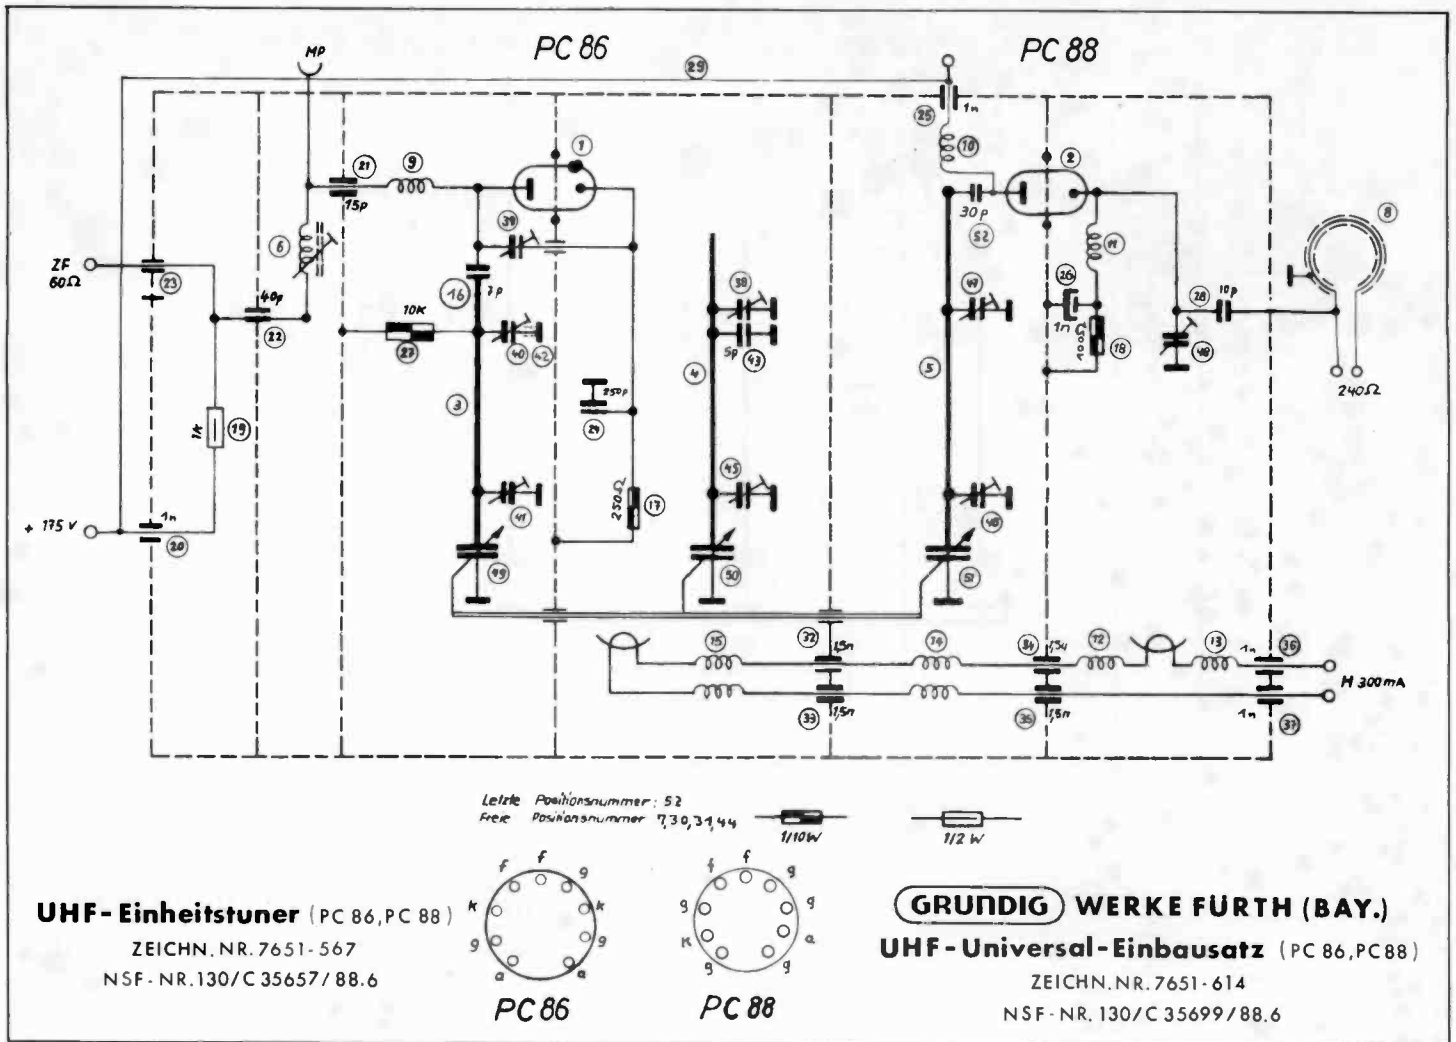 PC 86
PC 88
MP
29
25
1n
10
21
15p
9
1
2
8
39
30p
52
11
6
ZF
60Ω
23
40p
22
16
7p
10K
27
40
42
38
5p
43
47
26
1n
18
28
10p
48
240Ω
3
4
5
250p
24
1k
19
41
250Ω
17
45
46
+ 175 V
1n
20
49
50
51
15
32
1,5n
14
34
12
13
1n
36
H 300mA
33
1,5n
35
1,5n
1n
37
Letzte Positionsnummer: 52
Freie Positionsnummer 7,30,31,44
1/10W
1/2 W
f f g k k g g a a
PC 86
f f g g g k a g g
PC 88
UHF-Einheitstuner (PC 86, PC 88)
ZEICHN. NR. 7651-567
NSF-NR. 130/C 35657/88.6
GRUNDIG WERKE FÜRTH (BAY.)
UHF-Universal-Einbausatz (PC 86, PC 88)
ZEICHN. NR. 7651-614
NSF-NR. 130/C 35699/88.6